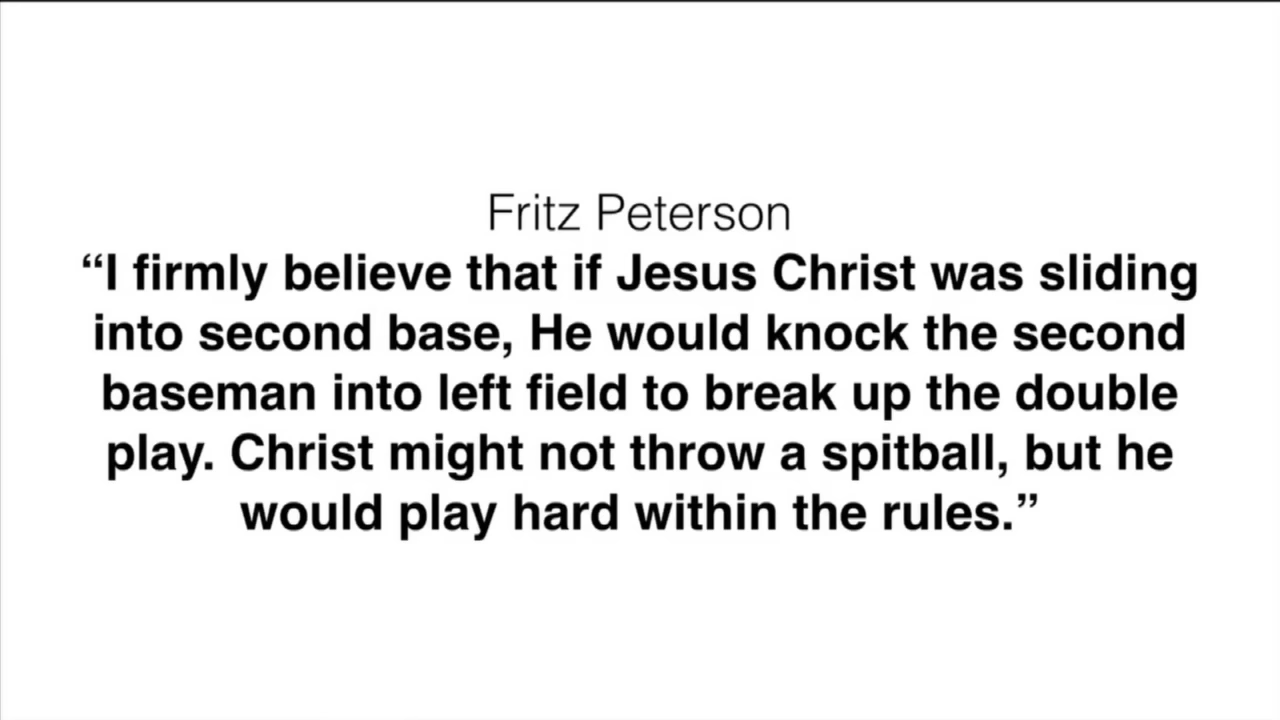 Fritz Peterson
“I firmly believe that if Jesus Christ was sliding
into second base, He would knock the second
baseman into left field to break up the double
play. Christ might not throw a spitball, but he
would play hard within the rules.”